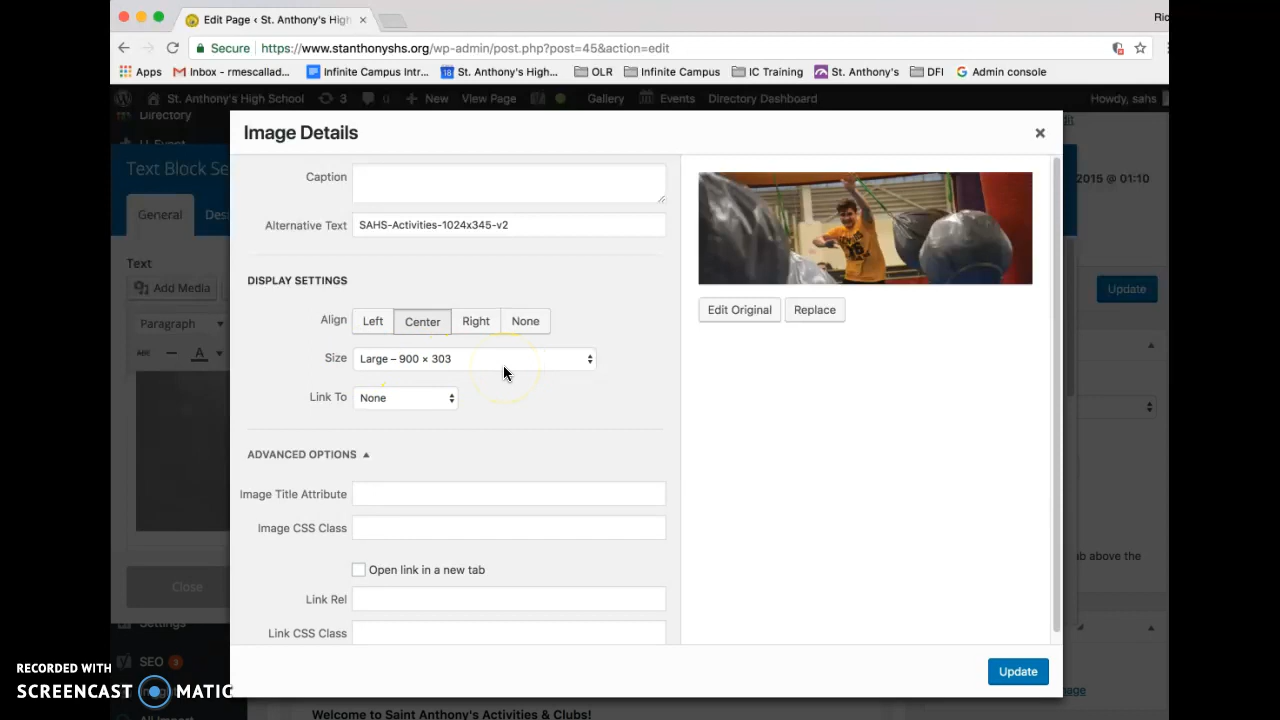 Edit Page ‹ St. Anthony's High
Ric
Secure
https://www.stanthonyshs.org/wp-admin/post.php?post=45&action=edit
Apps
Inbox - rmescallad...
Infinite Campus Intr...
18
St. Anthony's High...
OLR
Infinite Campus
IC Training
St. Anthony's
DFI
Admin console
St. Anthony's High School
3
0
New
View Page
Gallery
Events
Directory Dashboard
Howdy, sahs
Directory
Image Details
×
Text Block Se
2015 @ 01:10
Caption
General
Alternative Text
SAHS-Activities-1024x345-v2
Text
DISPLAY SETTINGS
Add Media
Update
Edit Original
Replace
Align
Left
Center
Right
None
Paragraph
ABC
A
Size
Large – 900 × 303
Link To
None
ADVANCED OPTIONS
Image Title Attribute
Image CSS Class
above the
Open link in a new tab
Close
Link Rel
Settings
Link CSS Class
SEO
3
Update
RECORDED WITH
SCREENCAST MATIC
Welcome to Saint Anthony's Activities & Clubs!